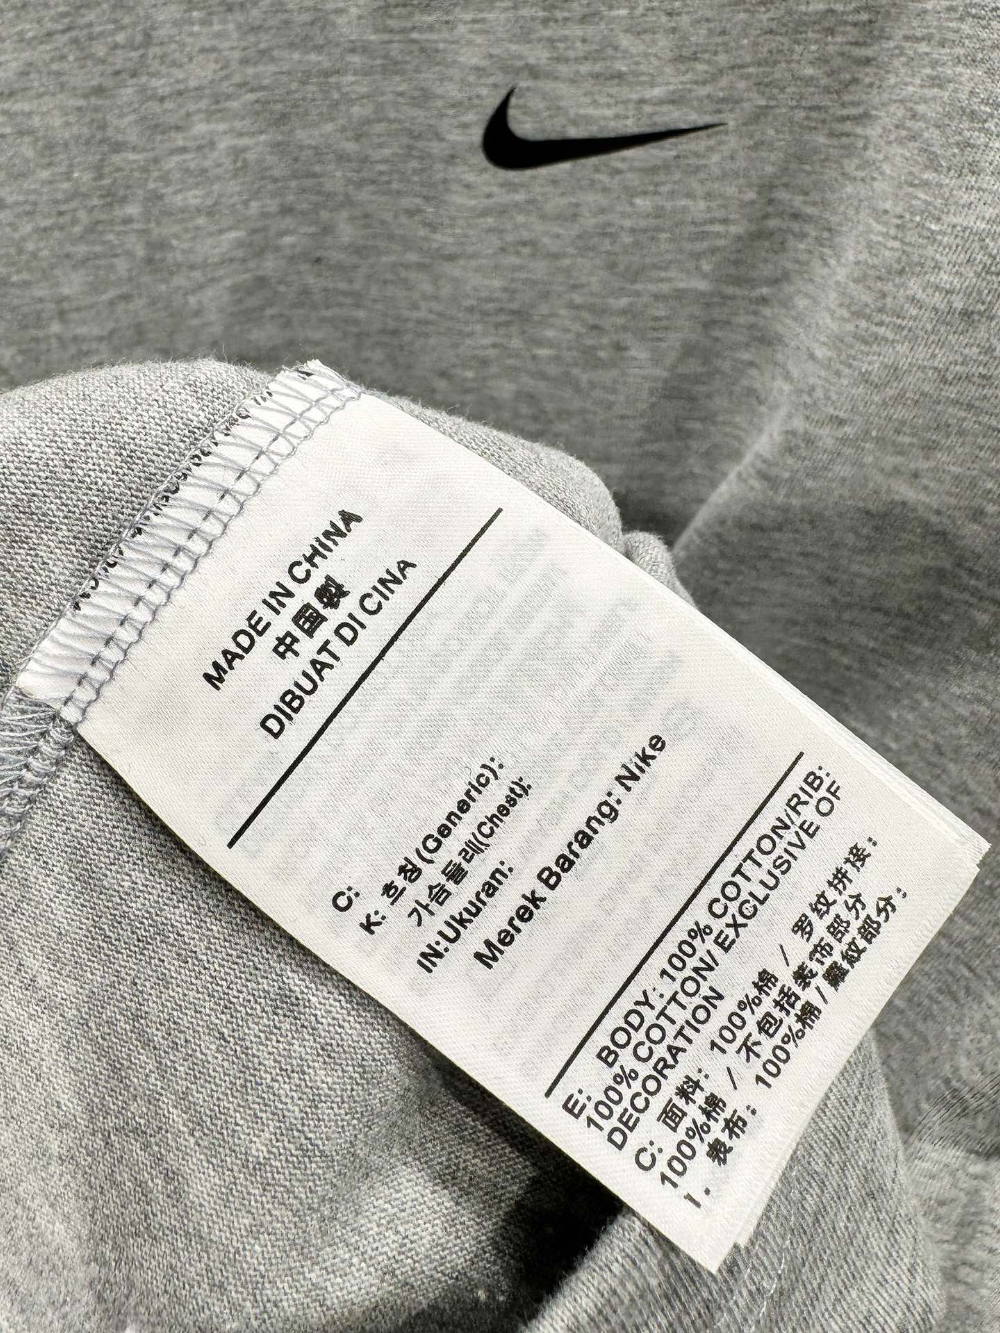 MADE IN CHINA
中国製
DIBUAT DI CINA
C:
K: 호칭(Generic):
가슴둘레(Chest):
IN:Ukuran:
Merek Barang: Nike
E: BODY: 100% COTTON/RIB:
100% COTTON/ EXCLUSIVE OF
DECORATION
C: 面料: 100%棉 / 罗纹拼接:
100%棉 / 不包括装饰部分
表布: 100%棉/羅紋部分: